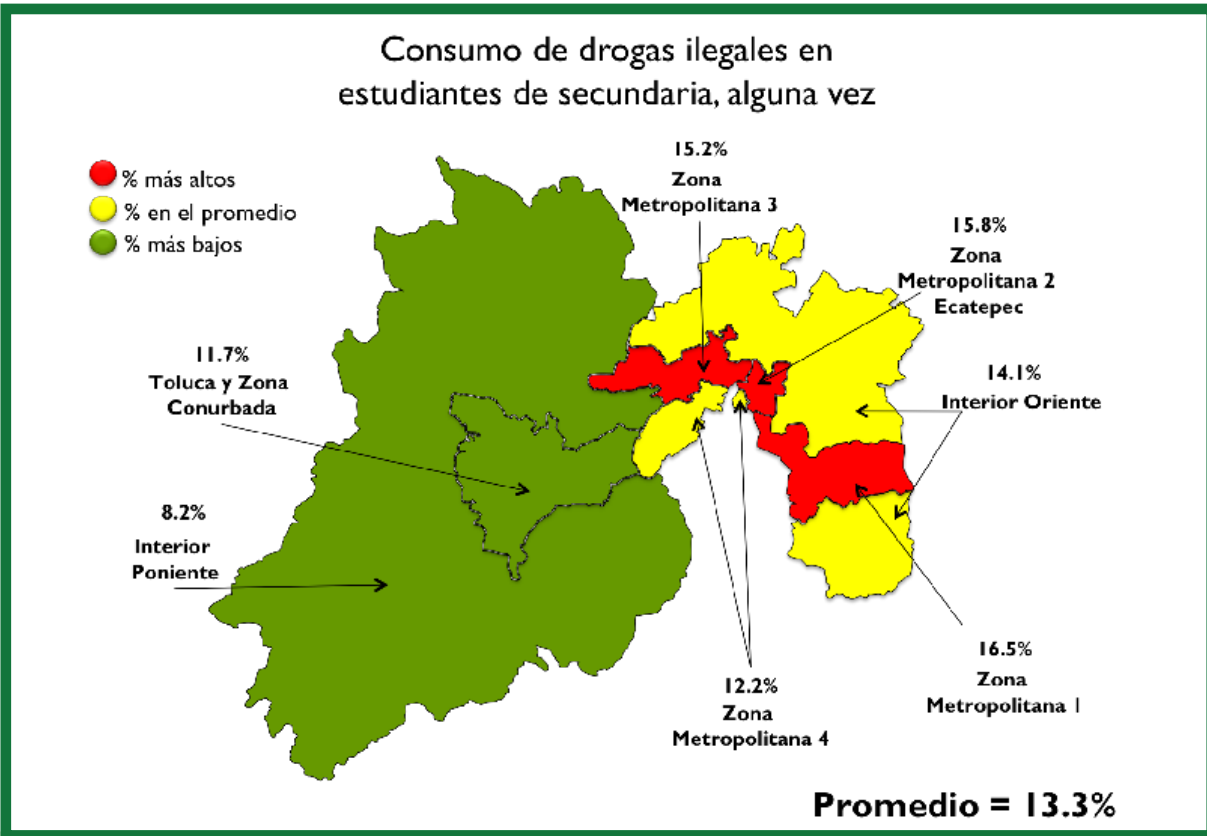 Consumo de drogas ilegales en
estudiantes de secundaria, alguna vez
% más altos
% en el promedio
% más bajos
15.2%
Zona
Metropolitana 3
15.8%
Zona
Metropolitana 2
Ecatepec
11.7%
Toluca y Zona
Conurbada
14.1%
Interior Oriente
8.2%
Interior
Poniente
16.5%
Zona
Metropolitana 1
12.2%
Zona
Metropolitana 4
Promedio = 13.3%